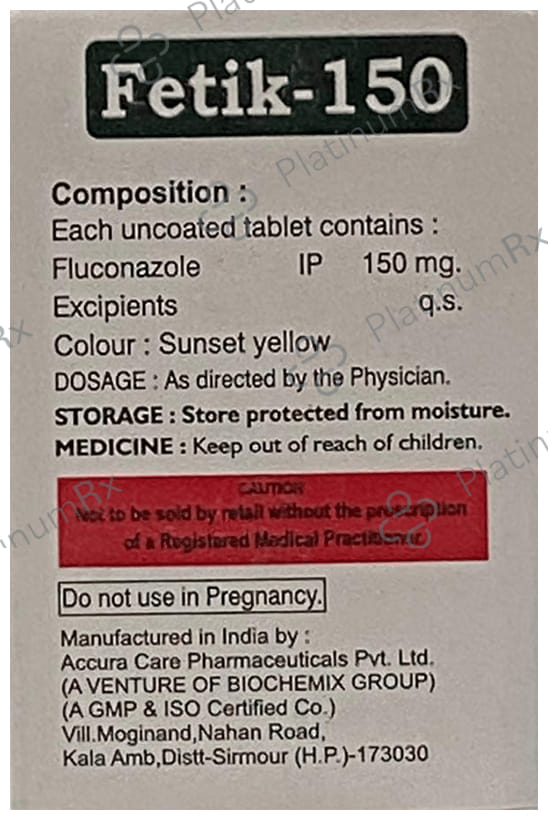 Fetik-150
Composition :
Each uncoated tablet contains :
Fluconazole IP 150 mg.
Excipients q.s.
Colour : Sunset yellow
DOSAGE : As directed by the Physician.
STORAGE : Store protected from moisture.
MEDICINE : Keep out of reach of children.
CAUTION
Not to be sold by retail without the prescription
of a Registered Medical Practitioner.
Do not use in Pregnancy.
Manufactured in India by :
Accura Care Pharmaceuticals Pvt. Ltd.
(A VENTURE OF BIOCHEMIX GROUP)
(A GMP & ISO Certified Co.)
Vill.Moginand,Nahan Road,
Kala Amb,Distt-Sirmour (H.P.)-173030
PlatinumRx
PlatinumRx
PlatinumRx